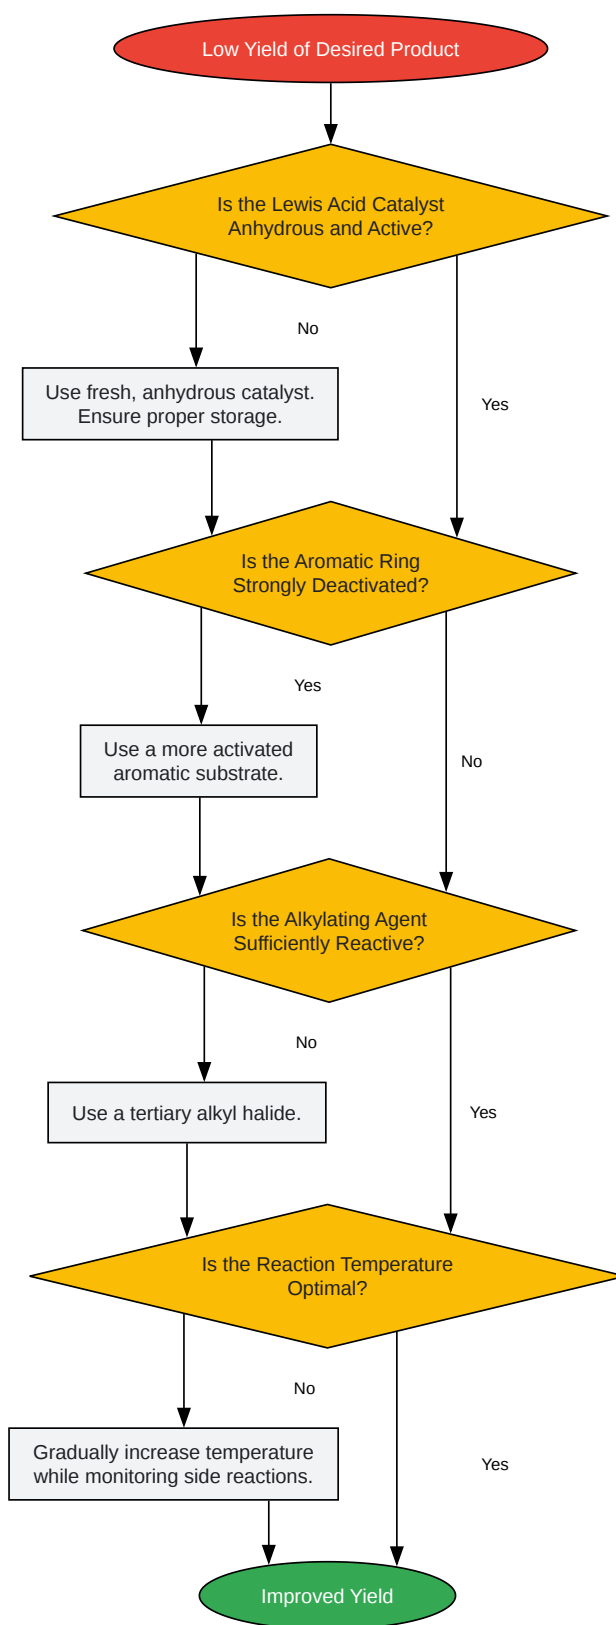 Low Yield of Desired Product
Is the Lewis Acid Catalyst
Anhydrous and Active?
No
Use fresh, anhydrous catalyst.
Ensure proper storage.
Yes
Is the Aromatic Ring
Strongly Deactivated?
Yes
Use a more activated
aromatic substrate.
No
Is the Alkylating Agent
Sufficiently Reactive?
No
Use a tertiary alkyl halide.
Yes
Is the Reaction Temperature
Optimal?
No
Gradually increase temperature
while monitoring side reactions.
Yes
Improved Yield